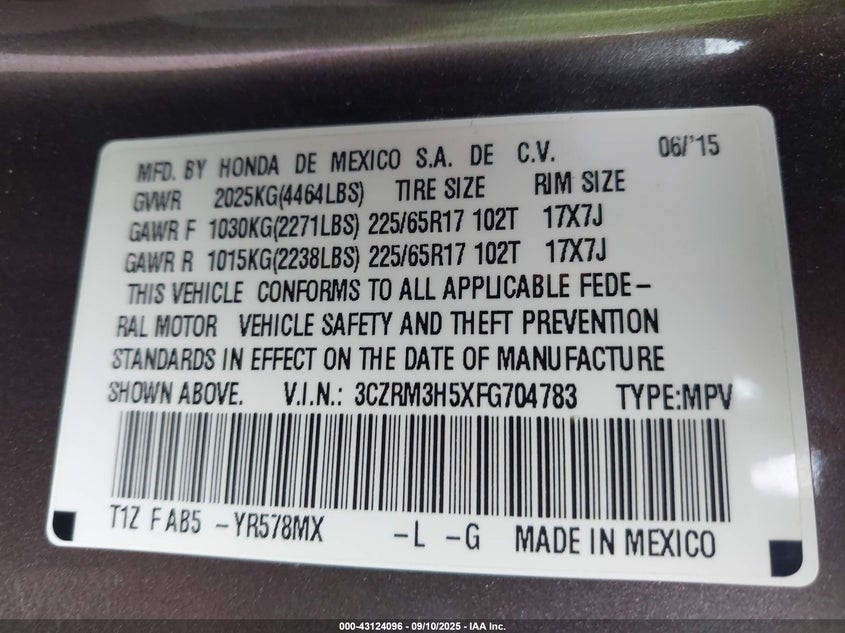 MFD. BY HONDA DE MEXICO S.A. DE C.V. 06/'15
GVWR 2025KG(4464LBS) TIRE SIZE RIM SIZE
GAWR F 1030KG(2271LBS) 225/65R17 102T 17X7J
GAWR R 1015KG(2238LBS) 225/65R17 102T 17X7J
THIS VEHICLE CONFORMS TO ALL APPLICABLE FEDE-
RAL MOTOR VEHICLE SAFETY AND THEFT PREVENTION
STANDARDS IN EFFECT ON THE DATE OF MANUFACTURE
SHOWN ABOVE. V.I.N.: 3CZRM3H5XFG704783 TYPE:MPV
T1Z FAB5 -YR578MX -L -G MADE IN MEXICO
000-43124096 - 09/10/2025 - IAA Inc.